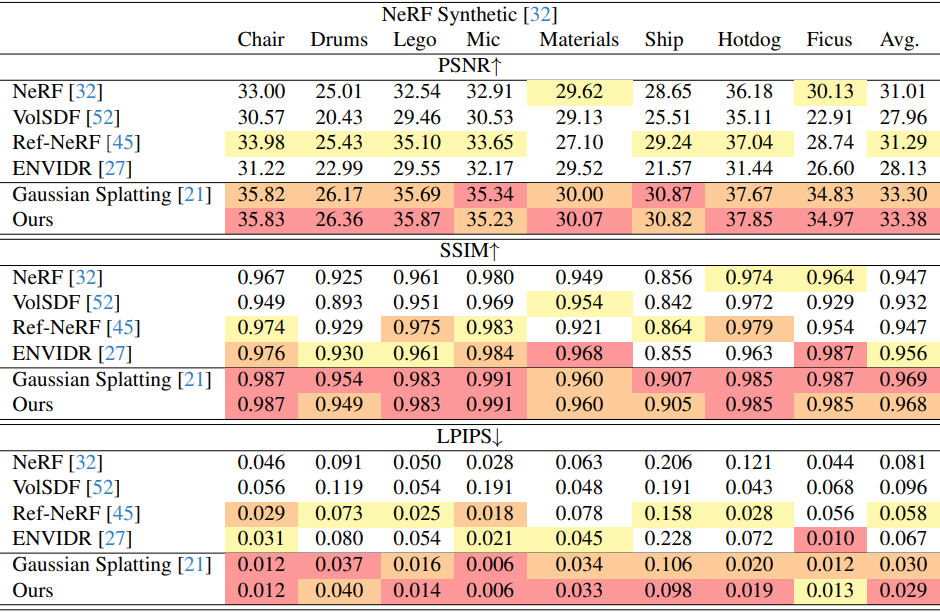 NeRF Synthetic [32]
Chair Drums Lego Mic Materials Ship Hotdog Ficus Avg.
PSNR↑
NeRF [32] 33.00 25.01 32.54 32.91 29.62 28.65 36.18 30.13 31.01
VolSDF [52] 30.57 20.43 29.46 30.53 29.13 25.51 35.11 22.91 27.96
Ref-NeRF [45] 33.98 25.43 35.10 33.65 27.10 29.24 37.04 28.74 31.29
ENVIDR [27] 31.22 22.99 29.55 32.17 29.52 21.57 31.44 26.60 28.13
Gaussian Splatting [21] 35.82 26.17 35.69 35.34 30.00 30.87 37.67 34.83 33.30
Ours 35.83 26.36 35.87 35.23 30.07 30.82 37.85 34.97 33.38
SSIM↑
NeRF [32] 0.967 0.925 0.961 0.980 0.949 0.856 0.974 0.964 0.947
VolSDF [52] 0.949 0.893 0.951 0.969 0.954 0.842 0.972 0.929 0.932
Ref-NeRF [45] 0.974 0.929 0.975 0.983 0.921 0.864 0.979 0.954 0.947
ENVIDR [27] 0.976 0.930 0.961 0.984 0.968 0.855 0.963 0.987 0.956
Gaussian Splatting [21] 0.987 0.954 0.983 0.991 0.960 0.907 0.985 0.987 0.969
Ours 0.987 0.949 0.983 0.991 0.960 0.905 0.985 0.985 0.968
LPIPS↓
NeRF [32] 0.046 0.091 0.050 0.028 0.063 0.206 0.121 0.044 0.081
VolSDF [52] 0.056 0.119 0.054 0.191 0.048 0.191 0.043 0.068 0.096
Ref-NeRF [45] 0.029 0.073 0.025 0.018 0.078 0.158 0.028 0.056 0.058
ENVIDR [27] 0.031 0.080 0.054 0.021 0.045 0.228 0.072 0.010 0.067
Gaussian Splatting [21] 0.012 0.037 0.016 0.006 0.034 0.106 0.020 0.012 0.030
Ours 0.012 0.040 0.014 0.006 0.033 0.098 0.019 0.013 0.029